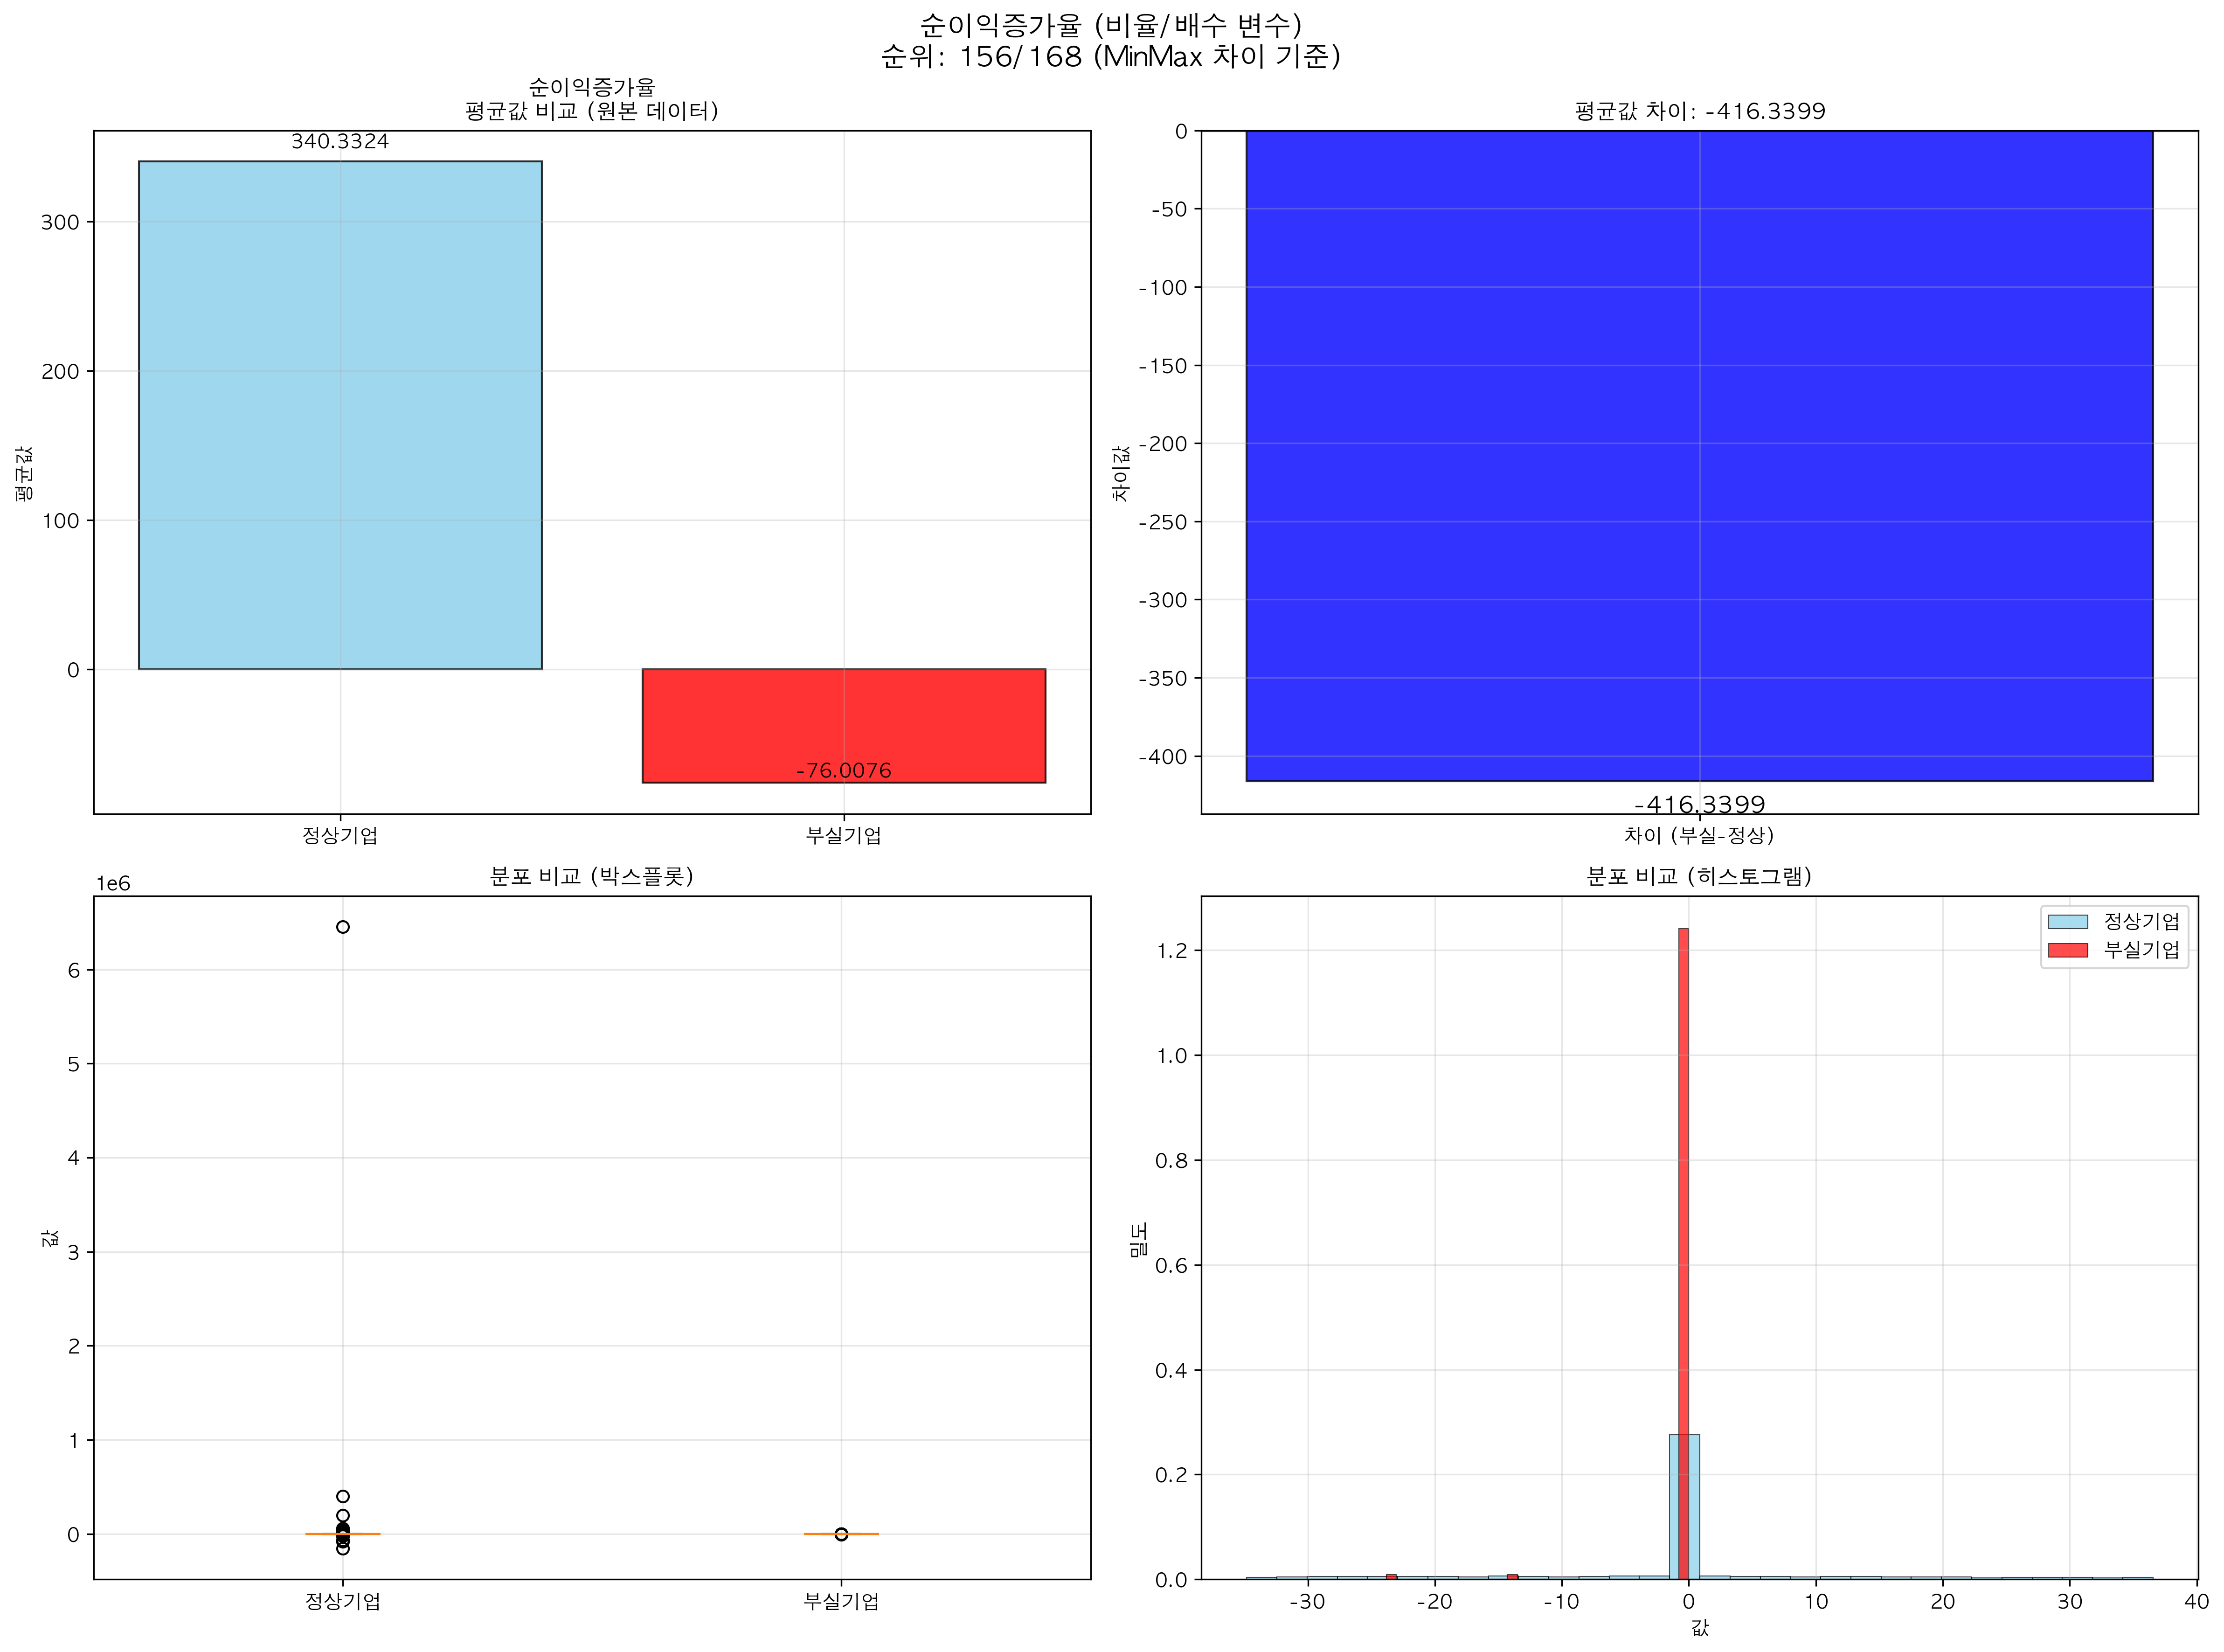 순이익증가율 (비율/배수 변수)
순위: 156/168 (MinMax 차이 기준)
순이익증가율
평균값 비교 (원본 데이터)
340.3324
300
200
100
0
-76.0076
평균값
정상기업
부실기업
평균값 차이: -416.3399
0
-50
-100
-150
-200
-250
-300
-350
-400
-416.3399
차이값
차이 (부실-정상)
분포 비교 (박스플롯)
1e6
6
5
4
3
2
1
0
값
정상기업
부실기업
분포 비교 (히스토그램)
정상기업
부실기업
1.2
1.0
0.8
0.6
0.4
0.2
0.0
밀도
-30
-20
-10
0
10
20
30
40
값